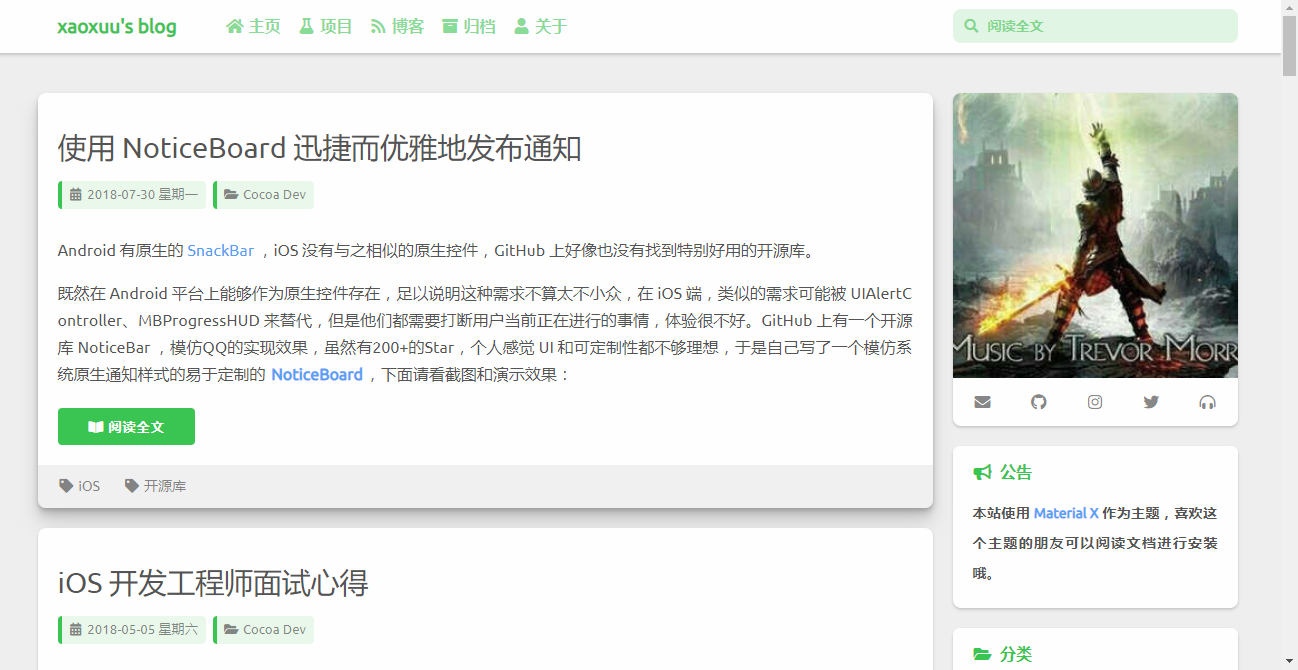 xaoxuu's blog
主页
项目
博客
归档
关于
阅读全文
使用 NoticeBoard 迅捷而优雅地发布通知
2018-07-30 星期一
Cocoa Dev
Android 有原生的 SnackBar ，iOS 没有与之相似的原生控件，GitHub 上好像也没有找到特别好用的开源库。
既然在 Android 平台上能够作为原生控件存在，足以说明这种需求不算太不小众，在 iOS 端，类似的需求可能被 UIAlertC
ontroller、MBProgressHUD 来替代，但是他们都需要打断用户当前正在进行的事情，体验很不好。GitHub 上有一个开源
库 NoticeBar ，模仿QQ的实现效果，虽然有200+的Star，个人感觉 UI 和可定制性都不够理想，于是自己写了一个模仿系
统原生通知样式的易于定制的 NoticeBoard ，下面请看截图和演示效果：
阅读全文
iOS
开源库
iOS 开发工程师面试心得
2018-05-05 星期六
Cocoa Dev
MUSIC BY TREVOR MORR
公告
本站使用 Material X 作为主题，喜欢这
个主题的朋友可以阅读文档进行安装
哦。
分类